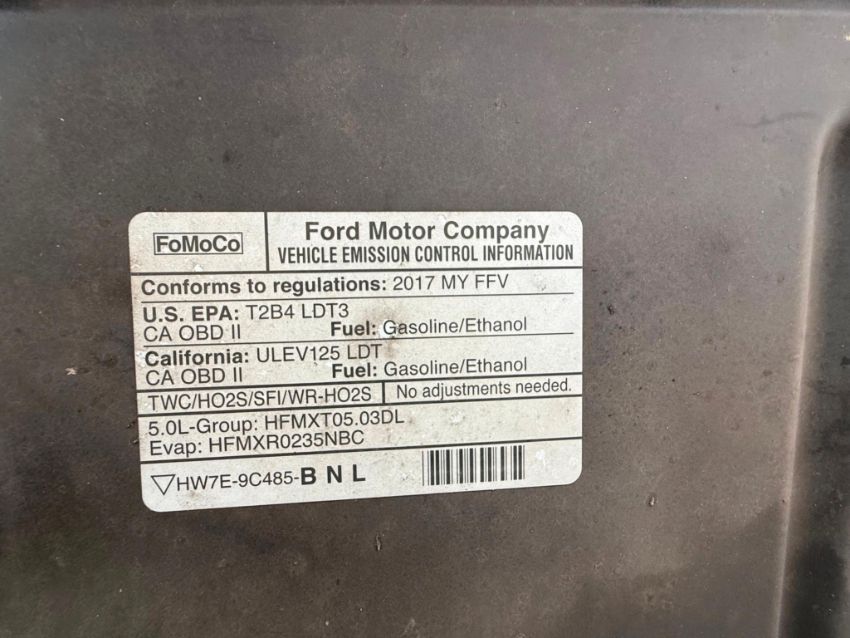 FoMoCo
Ford Motor Company
VEHICLE EMISSION CONTROL INFORMATION
Conforms to regulations: 2017 MY FFV
U.S. EPA: T2B4 LDT3
CA OBD II Fuel: Gasoline/Ethanol
California: ULEV125 LDT
CA OBD II Fuel: Gasoline/Ethanol
TWC/HO2S/SFI/WR-HO2S No adjustments needed.
5.0L-Group: HFMXT05.03DL
Evap: HFMXR0235NBC
HW7E-9C485-B N L